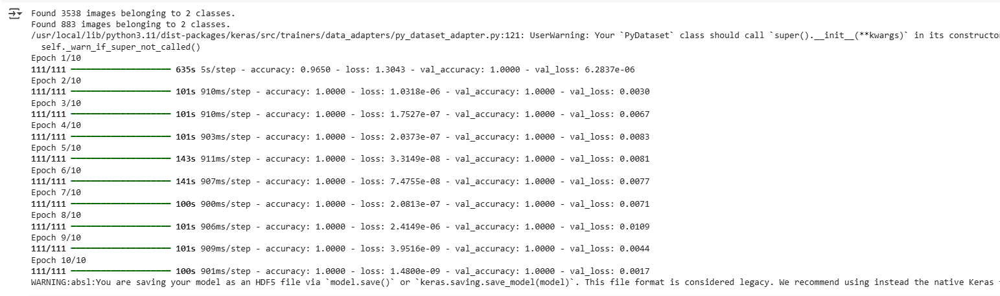 Found 3538 images belonging to 2 classes.
Found 883 images belonging to 2 classes.
/usr/local/lib/python3.11/dist-packages/keras/src/trainers/data_adapters/py_dataset_adapter.py:121: UserWarning: Your `PyDataset` class should call `super().__init__(**kwargs)` in its constructor
self._warn_if_super_not_called()
Epoch 1/10
111/111 ━━━━━━━━━━━━━━━━━━━━ 635s 5s/step - accuracy: 0.9650 - loss: 1.3043 - val_accuracy: 1.0000 - val_loss: 6.2837e-06
Epoch 2/10
111/111 ━━━━━━━━━━━━━━━━━━━━ 101s 910ms/step - accuracy: 1.0000 - loss: 1.0318e-06 - val_accuracy: 1.0000 - val_loss: 0.0030
Epoch 3/10
111/111 ━━━━━━━━━━━━━━━━━━━━ 101s 910ms/step - accuracy: 1.0000 - loss: 1.7527e-07 - val_accuracy: 1.0000 - val_loss: 0.0067
Epoch 4/10
111/111 ━━━━━━━━━━━━━━━━━━━━ 101s 903ms/step - accuracy: 1.0000 - loss: 2.0373e-07 - val_accuracy: 1.0000 - val_loss: 0.0083
Epoch 5/10
111/111 ━━━━━━━━━━━━━━━━━━━━ 143s 911ms/step - accuracy: 1.0000 - loss: 3.3149e-08 - val_accuracy: 1.0000 - val_loss: 0.0081
Epoch 6/10
111/111 ━━━━━━━━━━━━━━━━━━━━ 141s 907ms/step - accuracy: 1.0000 - loss: 7.4755e-08 - val_accuracy: 1.0000 - val_loss: 0.0077
Epoch 7/10
111/111 ━━━━━━━━━━━━━━━━━━━━ 100s 900ms/step - accuracy: 1.0000 - loss: 2.0813e-07 - val_accuracy: 1.0000 - val_loss: 0.0071
Epoch 8/10
111/111 ━━━━━━━━━━━━━━━━━━━━ 101s 906ms/step - accuracy: 1.0000 - loss: 2.4149e-06 - val_accuracy: 1.0000 - val_loss: 0.0109
Epoch 9/10
111/111 ━━━━━━━━━━━━━━━━━━━━ 101s 909ms/step - accuracy: 1.0000 - loss: 3.9516e-09 - val_accuracy: 1.0000 - val_loss: 0.0044
Epoch 10/10
111/111 ━━━━━━━━━━━━━━━━━━━━ 100s 901ms/step - accuracy: 1.0000 - loss: 1.4800e-09 - val_accuracy: 1.0000 - val_loss: 0.0017
WARNING:absl:You are saving your model as an HDF5 file via `model.save()` or `keras.saving.save_model(model)`. This file format is considered legacy. We recommend using instead the native Keras